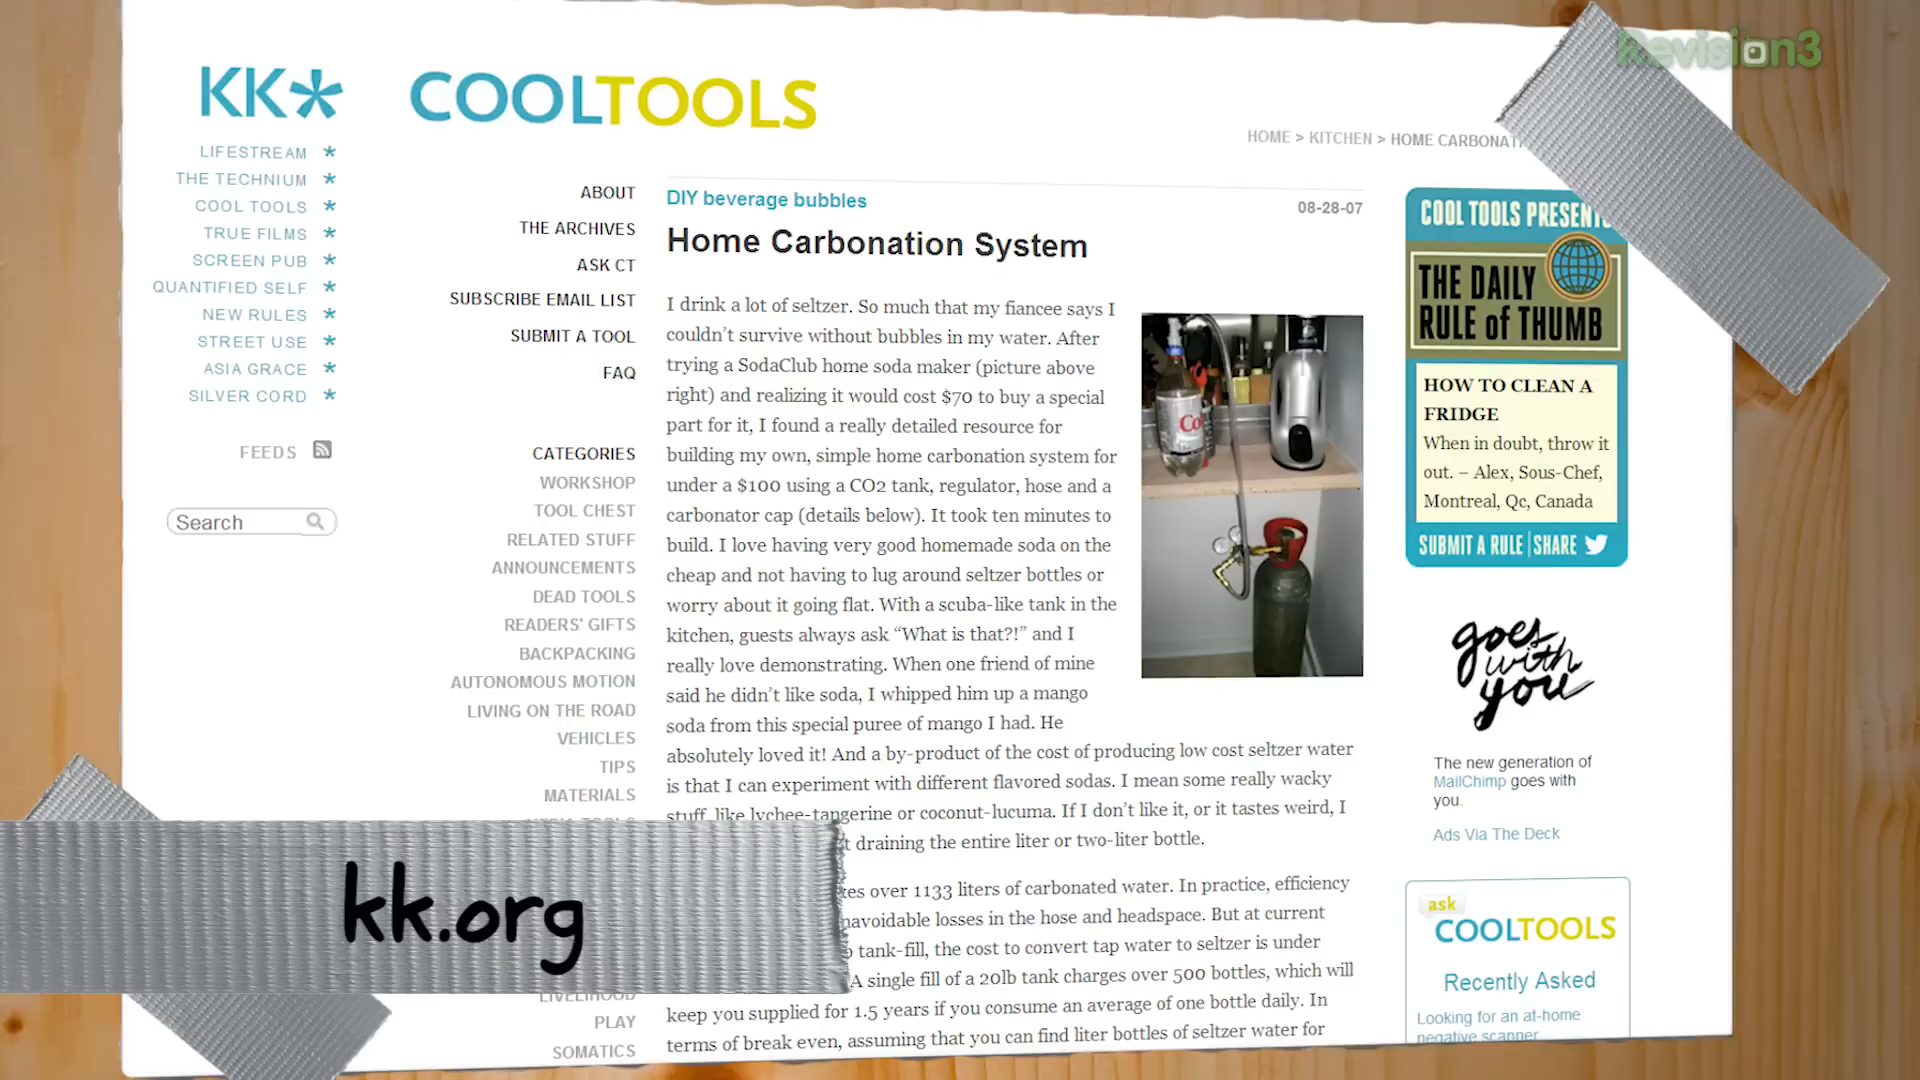 Revision3
KK*
COOLTOOLS
HOME > KITCHEN > HOME
LIFESTREAM *
THE TECHNIUM *
COOL TOOLS *
TRUE FILMS *
SCREEN PUB *
QUANTIFIED SELF *
NEW RULES *
STREET USE *
ASIA GRACE *
SILVER CORD *
FEEDS
Search
ABOUT
THE ARCHIVES
ASK CT
SUBSCRIBE EMAIL LIST
SUBMIT A TOOL
FAQ
CATEGORIES
WORKSHOP
TOOL CHEST
RELATED STUFF
ANNOUNCEMENTS
DEAD TOOLS
READERS' GIFTS
BACKPACKING
AUTONOMOUS MOTION
LIVING ON THE ROAD
VEHICLES
TIPS
MATERIALS
LIVELIHOOD
PLAY
SOMATICS
DIY beverage bubbles
08-28-07
Home Carbonation System
I drink a lot of seltzer. So much that my fiancee says I
couldn't survive without bubbles in my water. After
trying a SodaClub home soda maker (picture above
right) and realizing it would cost $70 to buy a special
part for it, I found a really detailed resource for
building my own, simple home carbonation system for
under a $100 using a CO2 tank, regulator, hose and a
carbonator cap (details below). It took ten minutes to
build. I love having very good homemade soda on the
cheap and not having to lug around seltzer bottles or
worry about it going flat. With a scuba-like tank in the
kitchen, guests always ask “What is that?!” and I
really love demonstrating. When one friend of mine
said he didn't like soda, I whipped him up a mango
soda from this special puree of mango I had. He
absolutely loved it! And a by-product of the cost of producing low cost seltzer water
is that I can experiment with different flavored sodas. I mean some really wacky
stuff, like lychee-tangerine or coconut-lucuma. If I don't like it, or it tastes weird, I
draining the entire liter or two-liter bottle.
over 1133 liters of carbonated water. In practice, efficiency
losses in the hose and headspace. But at current
tank-fill, the cost to convert tap water to seltzer is under
A single fill of a 20lb tank charges over 500 bottles, which will
keep you supplied for 1.5 years if you consume an average of one bottle daily. In
terms of break even, assuming that you can find liter bottles of seltzer water for
COOL TOOLS
THE DAILY
RULE of THUMB
HOW TO CLEAN A
FRIDGE
When in doubt, throw it
out. – Alex, Sous-Chef,
Montreal, Qc, Canada
SUBMIT A RULE | SHARE
goes
with
you
The new generation of
MailChimp goes with
you.
Ads Via The Deck
ask
COOLTOOLS
Recently Asked
Looking for an at-home
negative scanner
kk.org